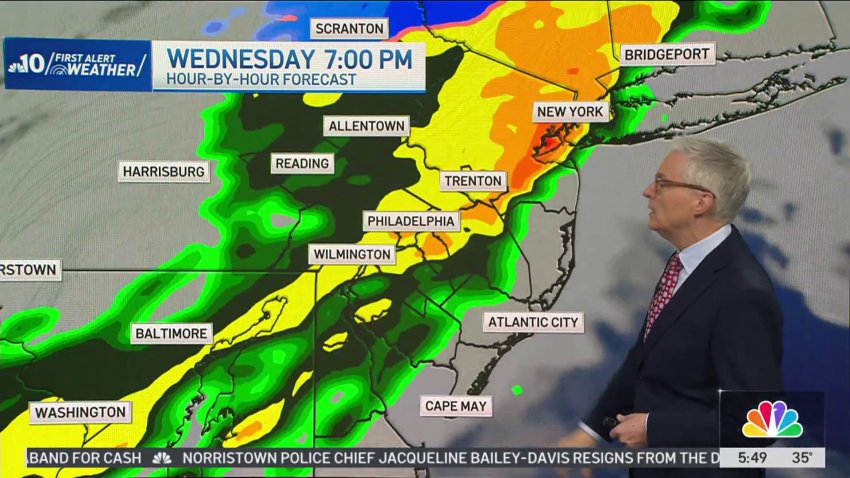 SCRANTON
10 FIRST ALERT
WEATHER
WEDNESDAY 7:00 PM
HOUR-BY-HOUR FORECAST
BRIDGEPORT
NEW YORK
ALLENTOWN
READING
HARRISBURG
TRENTON
PHILADELPHIA
WILMINGTON
ERSTOWN
ATLANTIC CITY
BALTIMORE
CAPE MAY
WASHINGTON
BAND FOR CASH NORRISTOWN POLICE CHIEF JACQUELINE BAILEY-DAVIS RESIGNS FROM THE D
5:49 35°